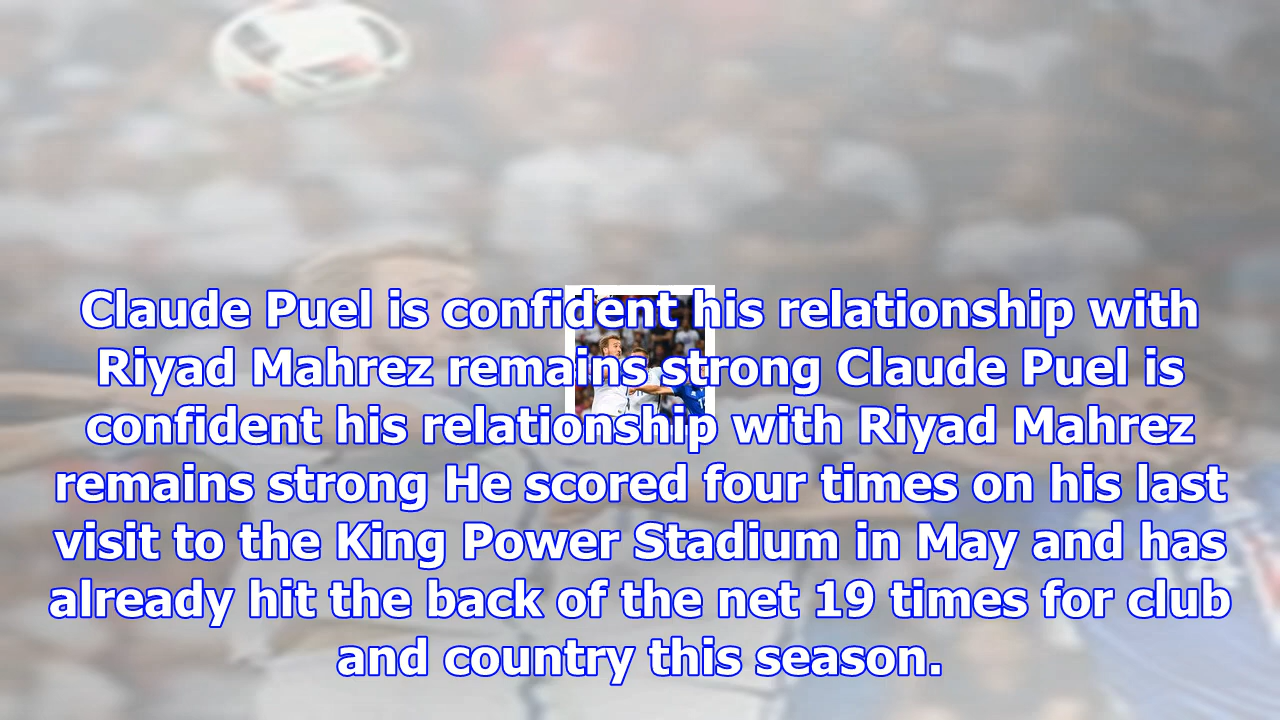 Claude Puel is confident his relationship with
Riyad Mahrez remains strong Claude Puel is
confident his relationship with Riyad Mahrez
remains strong He scored four times on his last
visit to the King Power Stadium in May and has
already hit the back of the net 19 times for club
and country this season.